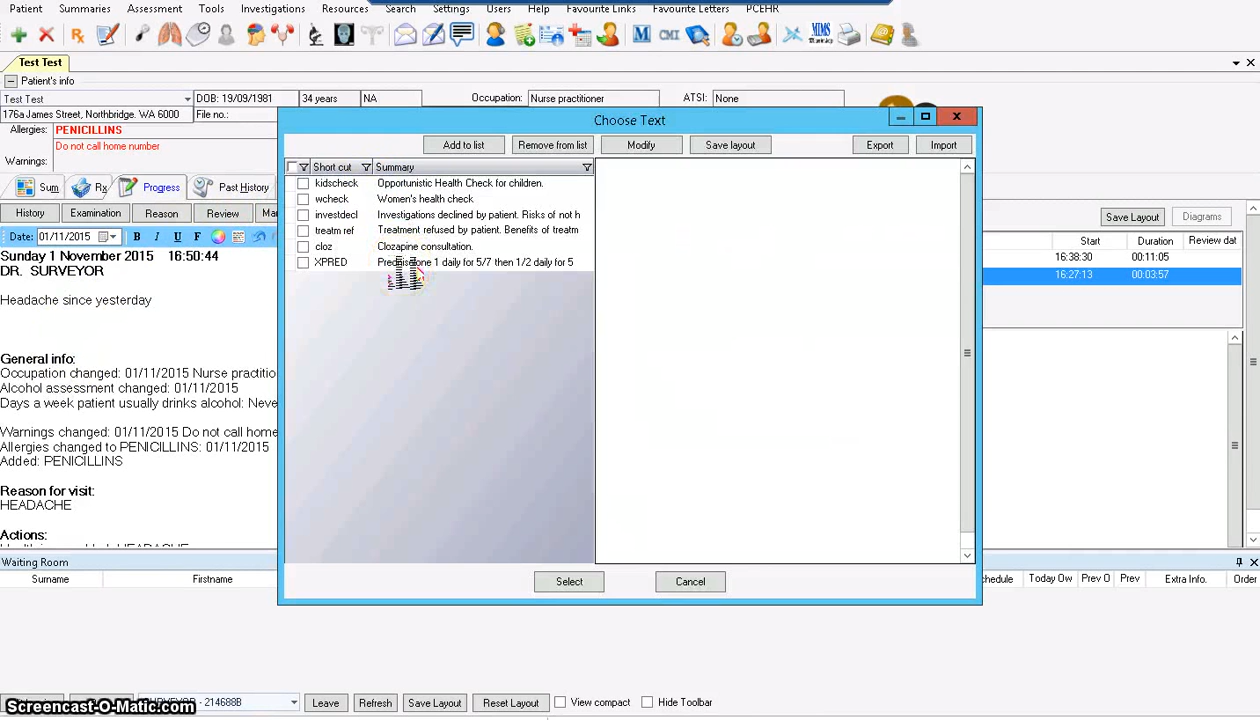 Patient Summaries Assessment Tools Investigations Resources Search Settings Users Help Favourite Links Favourite Letters PCEHR
Rx M CMI MIMS
Test Test
Patient's info
Test Test DOB: 19/09/1981 34 years NA Occupation: Nurse practitioner ATSI: None
176a James Street, Northbridge. WA 6000 File no.:
Allergies: PENICILLINS
Do not call home number
Warnings:
Sum Rx Progress Past History
History Examination Reason Review
Save Layout Diagrams
Date: 01/11/2015 B I U F
Start Duration Review dat
16:38:30 00:11:05
16:27:13 00:03:57
Sunday 1 November 2015 16:50:44
DR. SURVEYOR
Headache since yesterday
General info:
Occupation changed: 01/11/2015 Nurse practitio
Alcohol assessment changed: 01/11/2015
Days a week patient usually drinks alcohol: Neve
Warnings changed: 01/11/2015 Do not call home
Allergies changed to PENICILLINS: 01/11/2015
Added: PENICILLINS
Reason for visit:
HEADACHE
Actions:
Choose Text
Add to list Remove from list Modify Save layout Export Import
Short cut Summary
kidscheck Opportunistic Health Check for children.
wcheck Women's health check
investdecl Investigations declined by patient. Risks of not h
treatm ref Treatment refused by patient. Benefits of treatm
cloz Clozapine consultation.
XPRED Prednisolone 1 daily for 5/7 then 1/2 daily for 5
Select Cancel
Waiting Room
Surname Firstname chedule Today Ow Prev O Prev Extra Info. Order
SURVEYOR - 214688B Leave Refresh Save Layout Reset Layout View compact Hide Toolbar
Screencast-O-Matic.com